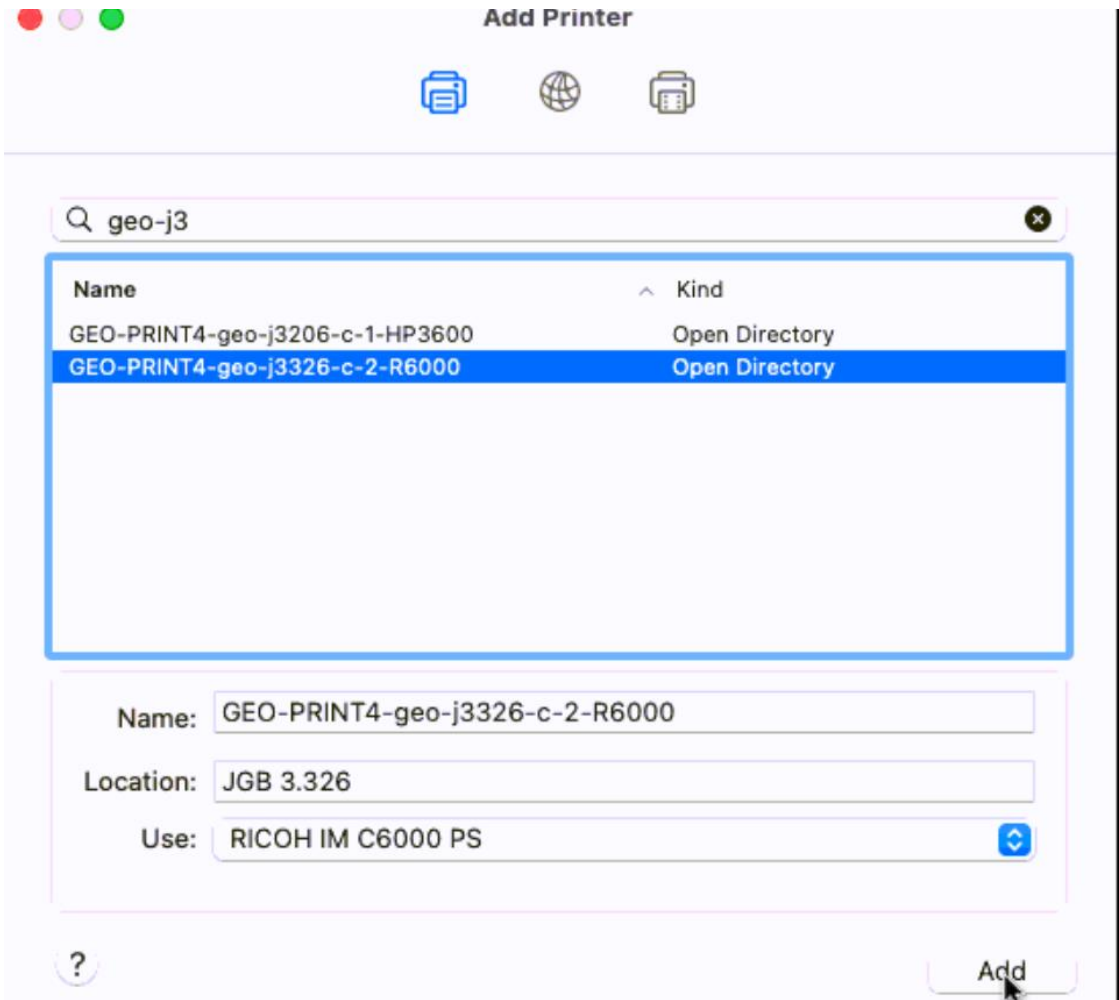 Add Printer
geo-j3
Name Kind
GEO-PRINT4-geo-j3206-c-1-HP3600 Open Directory
GEO-PRINT4-geo-j3326-c-2-R6000 Open Directory
Name: GEO-PRINT4-geo-j3326-c-2-R6000
Location: JGB 3.326
Use: RICOH IM C6000 PS
? Add